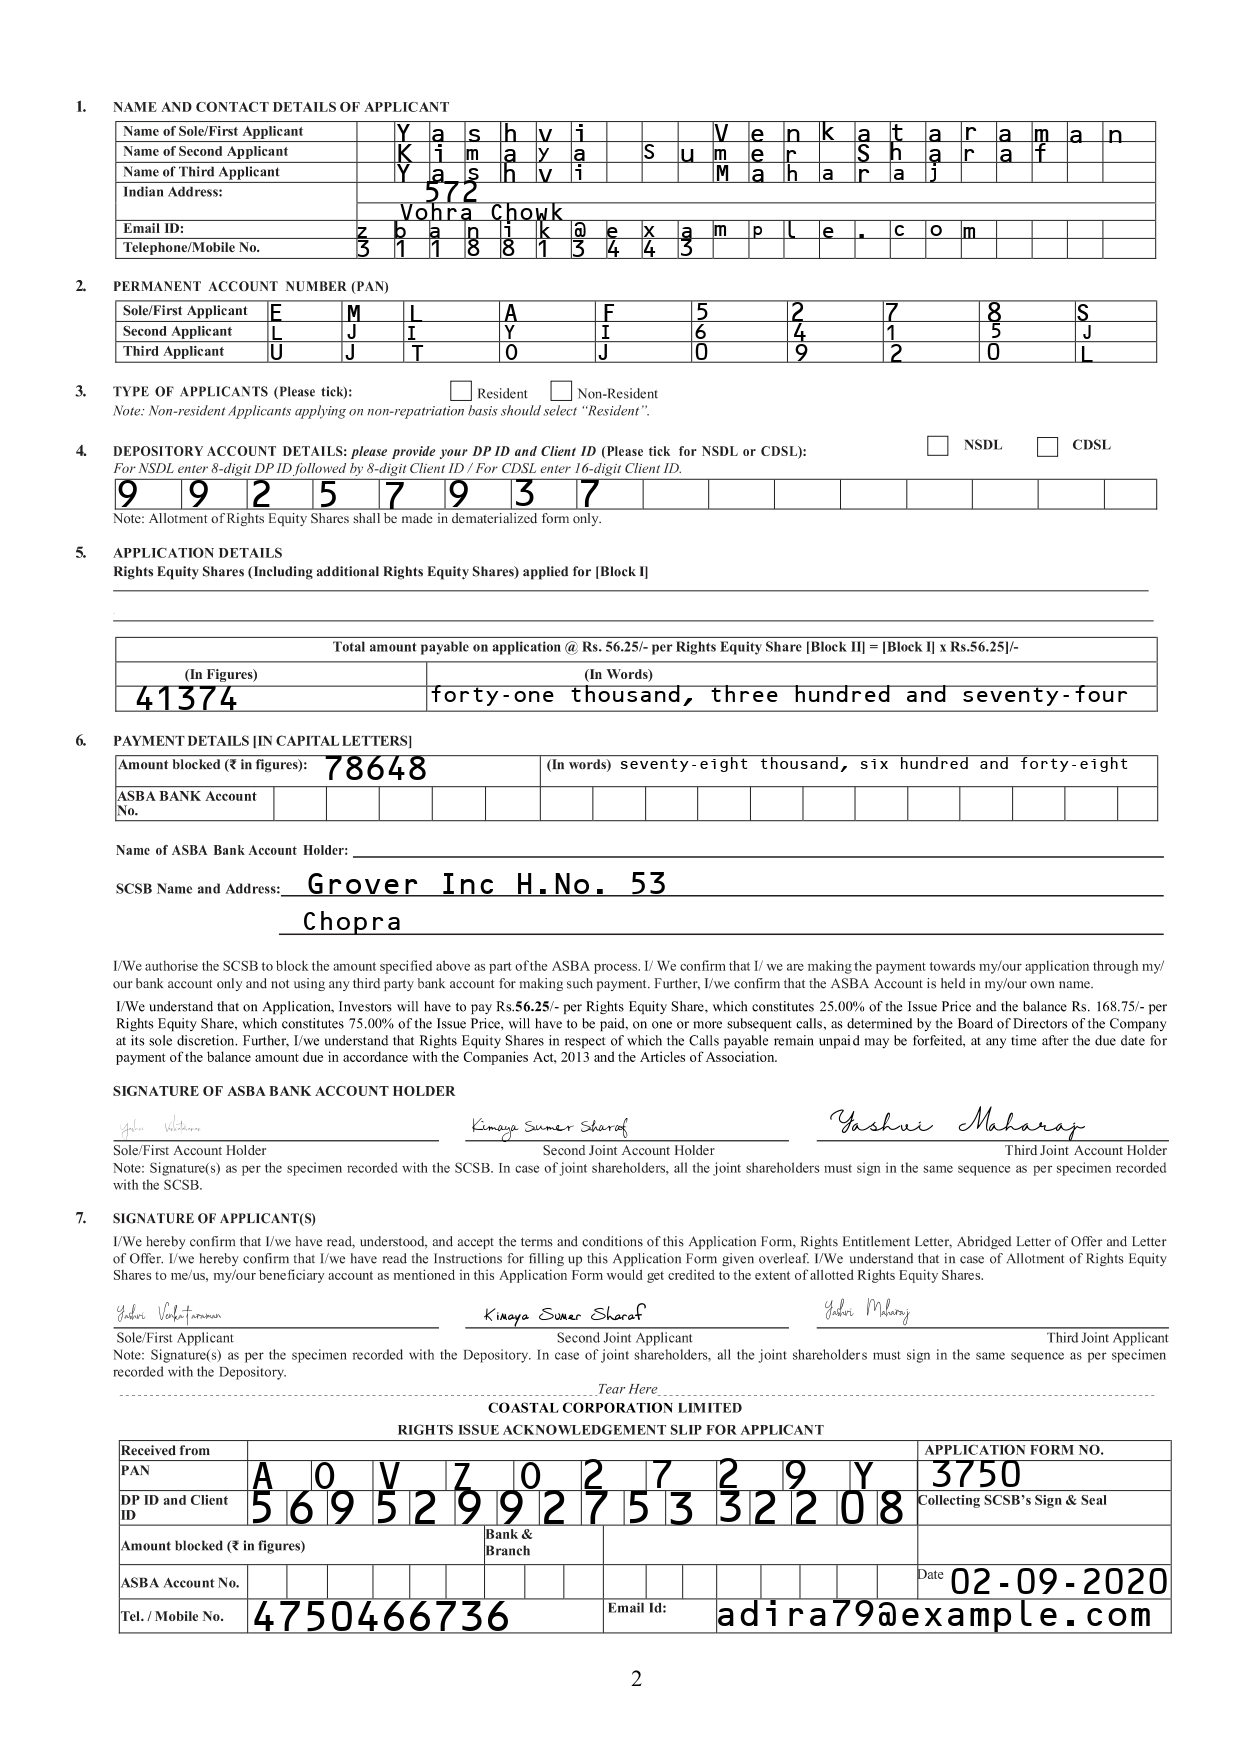 1. NAME AND CONTACT DETAILS OF APPLICANT
Name of Sole/First Applicant Yashvi Venkataraman
Name of Second Applicant Kimaya Sumer Sharaf
Name of Third Applicant Yashvi Maharaj
Indian Address: 572
Vohra Chowk
Email ID: zbanik@example.com
Telephone/Mobile No. 3118813443
2. PERMANENT ACCOUNT NUMBER (PAN)
Sole/First Applicant E M L A F 5 2 7 8 S
Second Applicant L J I Y I 6 4 1 5 J
Third Applicant U J T O J 0 9 2 0 L
3. TYPE OF APPLICANTS (Please tick): Resident Non-Resident
Note: Non-resident Applicants applying on non-repatriation basis should select “Resident”.
4. DEPOSITORY ACCOUNT DETAILS: please provide your DP ID and Client ID (Please tick for NSDL or CDSL): NSDL CDSL
For NSDL enter 8-digit DP ID followed by 8-digit Client ID / For CDSL enter 16-digit Client ID.
9 9 2 5 7 9 3 7
Note: Allotment of Rights Equity Shares shall be made in dematerialized form only.
5. APPLICATION DETAILS
Rights Equity Shares (Including additional Rights Equity Shares) applied for [Block I]
Total amount payable on application @ Rs. 56.25/- per Rights Equity Share [Block II] = [Block I] x Rs.56.25]/-
(In Figures) (In Words)
41374 forty-one thousand, three hundred and seventy-four
6. PAYMENT DETAILS [IN CAPITAL LETTERS]
Amount blocked (₹ in figures): 78648 (In words) seventy-eight thousand, six hundred and forty-eight
ASBA BANK Account
No.
Name of ASBA Bank Account Holder:
SCSB Name and Address: Grover Inc H.No. 53
Chopra
I/We authorise the SCSB to block the amount specified above as part of the ASBA process. I/ We confirm that I/ we are making the payment towards my/our application through my/
our bank account only and not using any third party bank account for making such payment. Further, I/we confirm that the ASBA Account is held in my/our own name.
I/We understand that on Application, Investors will have to pay Rs.56.25/- per Rights Equity Share, which constitutes 25.00% of the Issue Price and the balance Rs. 168.75/- per
Rights Equity Share, which constitutes 75.00% of the Issue Price, will have to be paid, on one or more subsequent calls, as determined by the Board of Directors of the Company
at its sole discretion. Further, I/we understand that Rights Equity Shares in respect of which the Calls payable remain unpaid may be forfeited, at any time after the due date for
payment of the balance amount due in accordance with the Companies Act, 2013 and the Articles of Association.
SIGNATURE OF ASBA BANK ACCOUNT HOLDER
Yashvi Venkataraman Kimaya Sumer Sharaf Yashvi Maharaj
Sole/First Account Holder Second Joint Account Holder Third Joint Account Holder
Note: Signature(s) as per the specimen recorded with the SCSB. In case of joint shareholders, all the joint shareholders must sign in the same sequence as per specimen recorded
with the SCSB.
7. SIGNATURE OF APPLICANT(S)
I/We hereby confirm that I/we have read, understood, and accept the terms and conditions of this Application Form, Rights Entitlement Letter, Abridged Letter of Offer and Letter
of Offer. I/we hereby confirm that I/we have read the Instructions for filling up this Application Form given overleaf. I/We understand that in case of Allotment of Rights Equity
Shares to me/us, my/our beneficiary account as mentioned in this Application Form would get credited to the extent of allotted Rights Equity Shares.
Yashvi Venkataraman Kimaya Sumer Sharaf Yashvi Maharaj
Sole/First Applicant Second Joint Applicant Third Joint Applicant
Note: Signature(s) as per the specimen recorded with the Depository. In case of joint shareholders, all the joint shareholders must sign in the same sequence as per specimen
recorded with the Depository.
Tear Here
COASTAL CORPORATION LIMITED
RIGHTS ISSUE ACKNOWLEDGEMENT SLIP FOR APPLICANT
Received from APPLICATION FORM NO.
PAN A O V Z 0 2 7 2 9 Y 3750
DP ID and Client
ID 56952992753 32208 Collecting SCSB’s Sign & Seal
Amount blocked (₹ in figures) Bank &
Branch
ASBA Account No. Date 02-09-2020
Tel. / Mobile No. 4750466736 Email Id: adira79@example.com
2